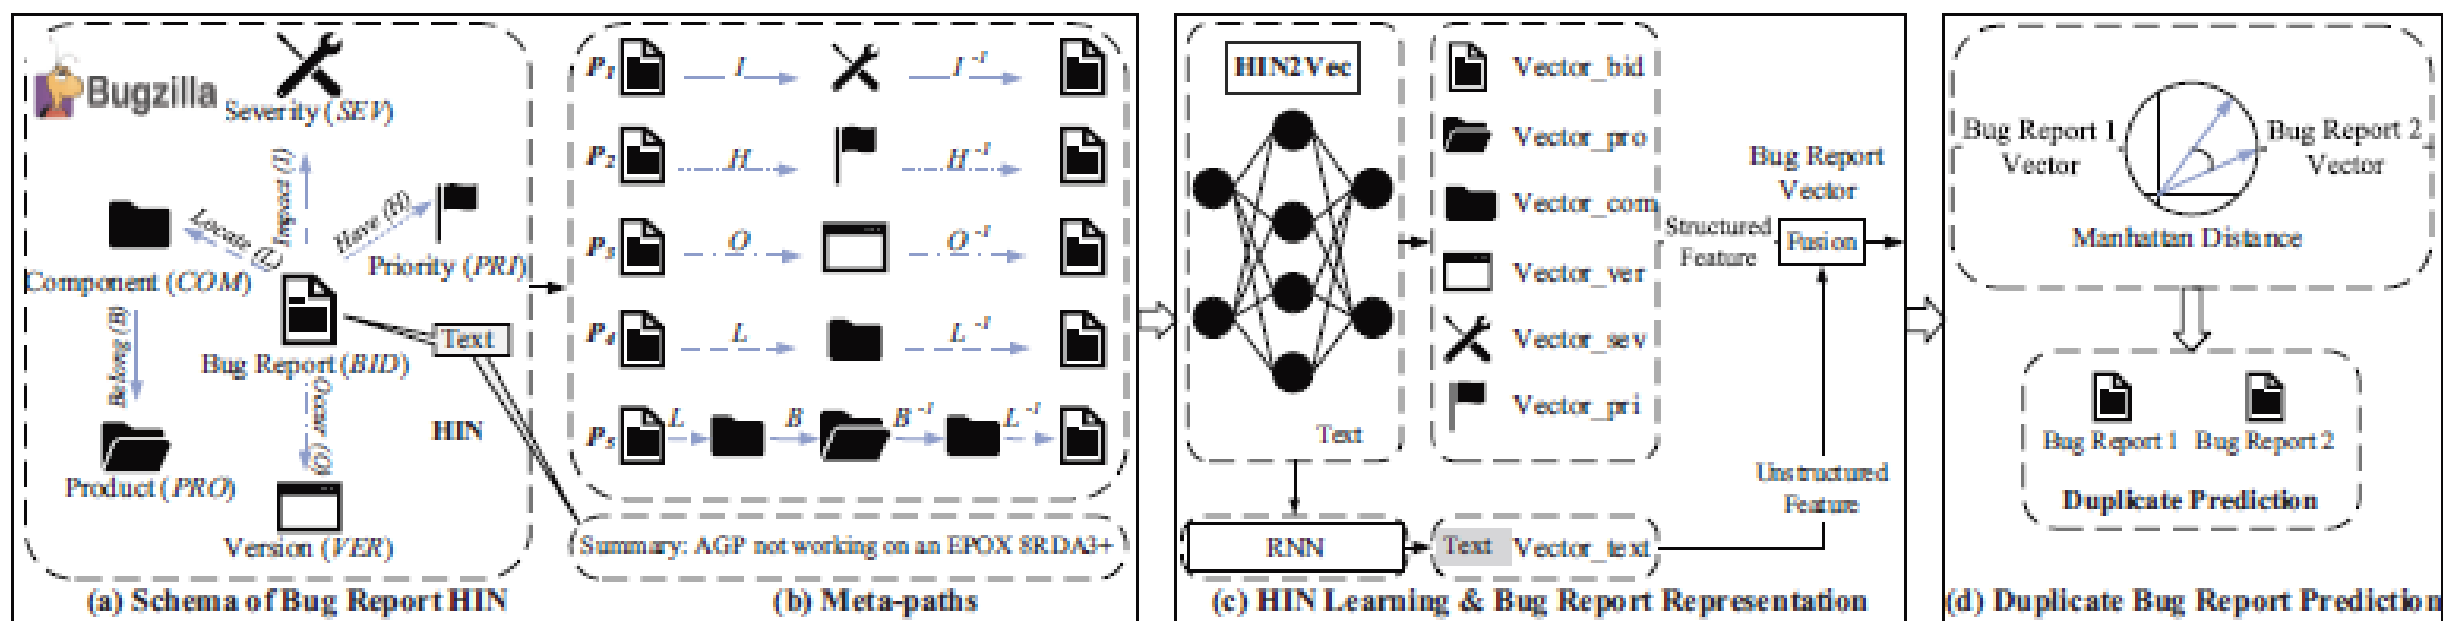 Bugzilla
Severity (SEV)
Impact (I)
Locate (L)
Have (H)
Component (COM)
Priority (PRI)
Belong (B)
Text
Bug Report (BID)
Occur (O)
HIN
Product (PRO)
Version (VER)
(a) Schema of Bug Report HIN
P1 I I-1
P2 H H-1
P3 O O-1
P4 L L-1
P5 L B B-1 L-1
Summary: AGP not working on an EPOX 8RDA3+
(b) Meta-paths
HIN2Vec
Text
RNN
Vector_bid
Vector_pro
Vector_com
Vector_ver
Vector_sev
Vector_pri
Text Vector_text
Structured
Feature
Bug Report
Vector
Fusion
Unstructured
Feature
(c) HIN Learning & Bug Report Representation
Bug Report 1
Vector
Bug Report 2
Vector
Manhattan Distance
Bug Report 1 Bug Report 2
Duplicate Prediction
(d) Duplicate Bug Report Prediction